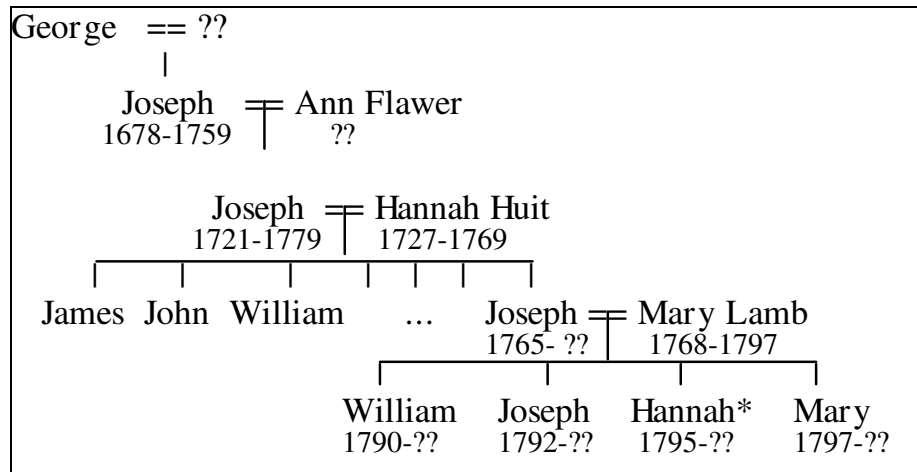 George == ??
Joseph == Ann Flawer
1678-1759 ??
Joseph == Hannah Huit
1721-1779 1727-1769
James John William ... Joseph == Mary Lamb
1765- ?? 1768-1797
William Joseph Hannah* Mary
1790-?? 1792-?? 1795-?? 1797-??